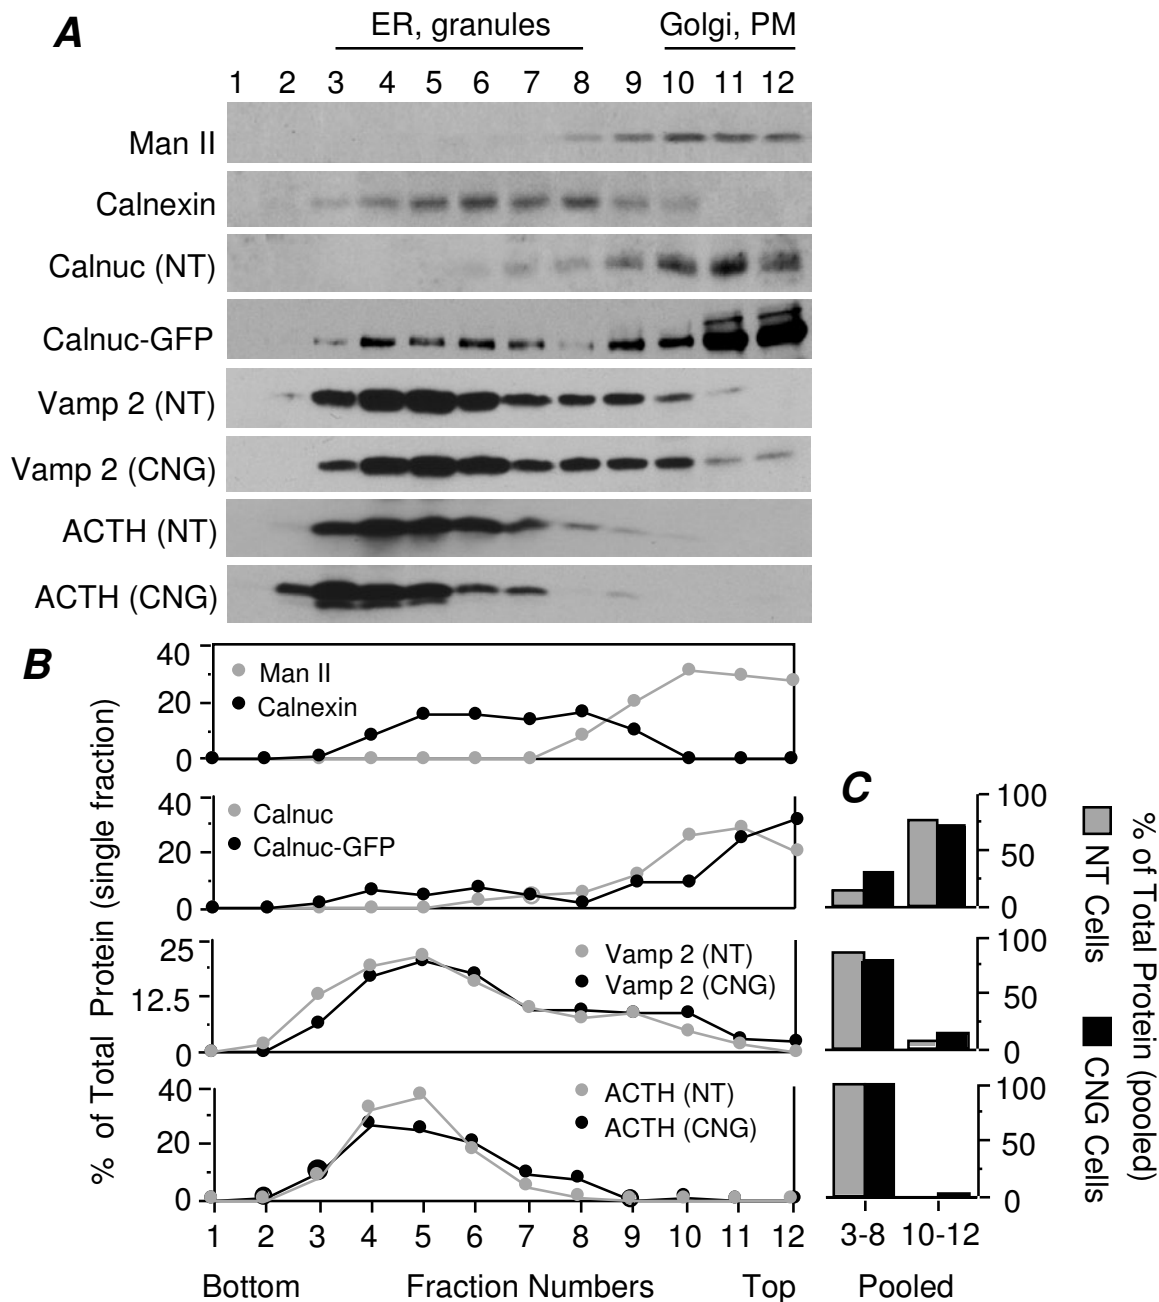 A
ER, granules
Golgi, PM
1 2 3 4 5 6 7 8 9 10 11 12
Man II
Calnexin
Calnuc (NT)
Calnuc-GFP
Vamp 2 (NT)
Vamp 2 (CNG)
ACTH (NT)
ACTH (CNG)
B
% of Total Protein (single fraction)
40
20
0
Man II
Calnexin
40
20
0
Calnuc
Calnuc-GFP
25
12.5
0
Vamp 2 (NT)
Vamp 2 (CNG)
40
20
0
ACTH (NT)
ACTH (CNG)
1 2 3 4 5 6 7 8 9 10 11 12
Bottom
Fraction Numbers
Top
C
100
50
0
100
50
0
100
50
0
3-8 10-12
Pooled
NT Cells
CNG Cells
% of Total Protein (pooled)